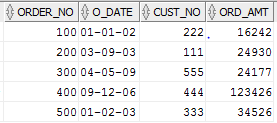 ORDER_NO O_DATE CUST_NO ORD_AMT
100 01-01-02 222 16242
200 03-09-03 111 24930
300 04-05-09 555 24177
400 09-12-06 444 123426
500 01-02-03 333 34526